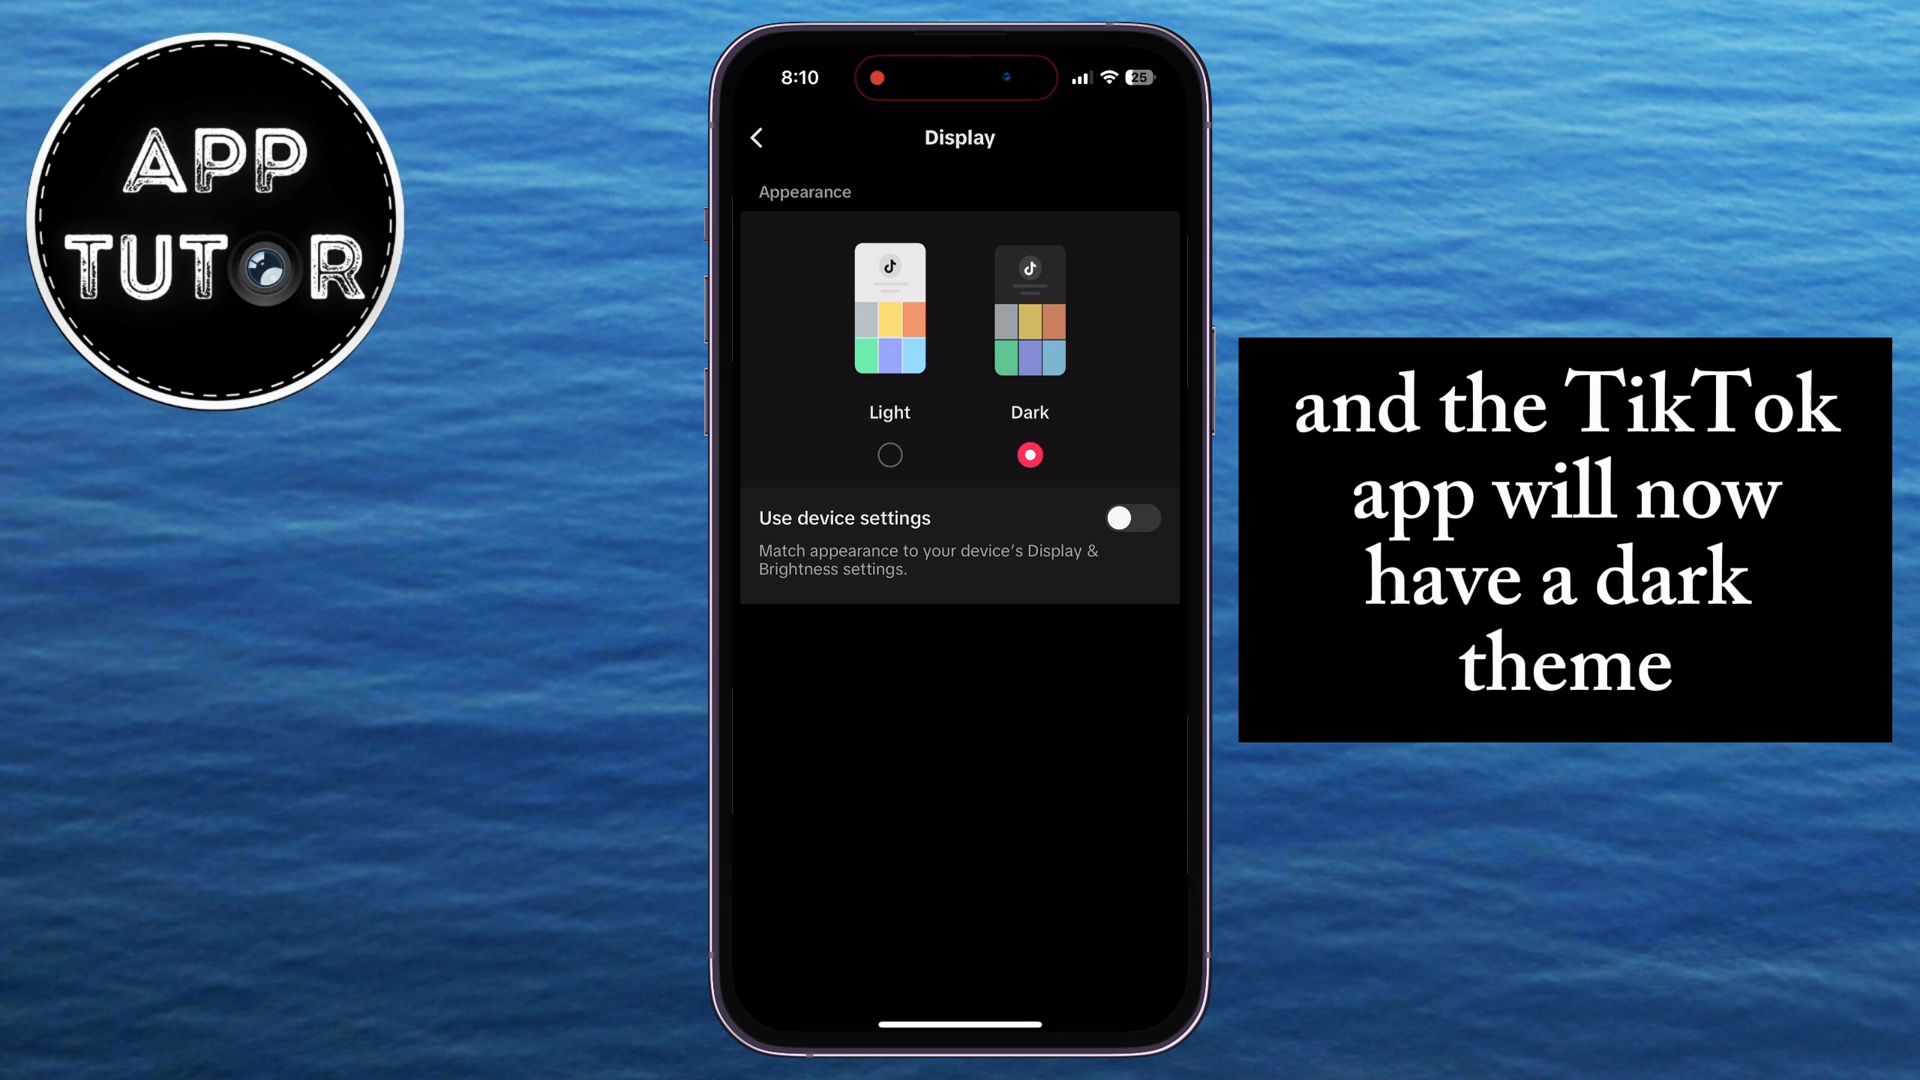 APP
TUTOR
8:10
25
Display
Appearance
Light
Dark
Use device settings
Match appearance to your device's Display &
Brightness settings.
and the TikTok
app will now
have a dark
theme